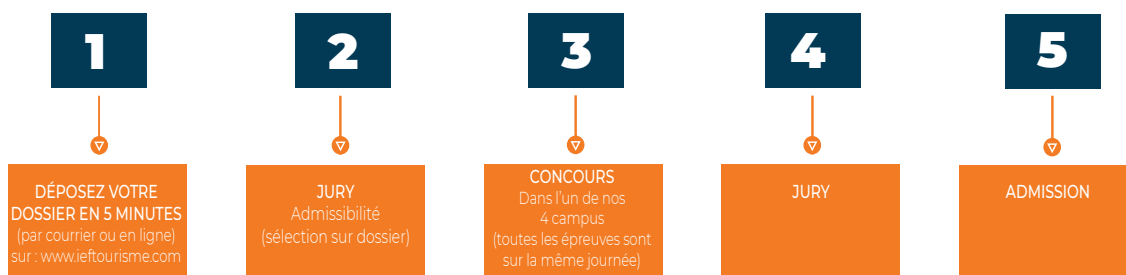 1
DÉPOSEZ VOTRE
DOSSIER EN 5 MINUTES
(par courrier ou en ligne)
sur : www.ieftourisme.com
2
JURY
Admissibilité
(sélection sur dossier)
3
CONCOURS
Dans l'un de nos
4 campus
(toutes les épreuves sont
sur la même journée)
4
JURY
5
ADMISSION